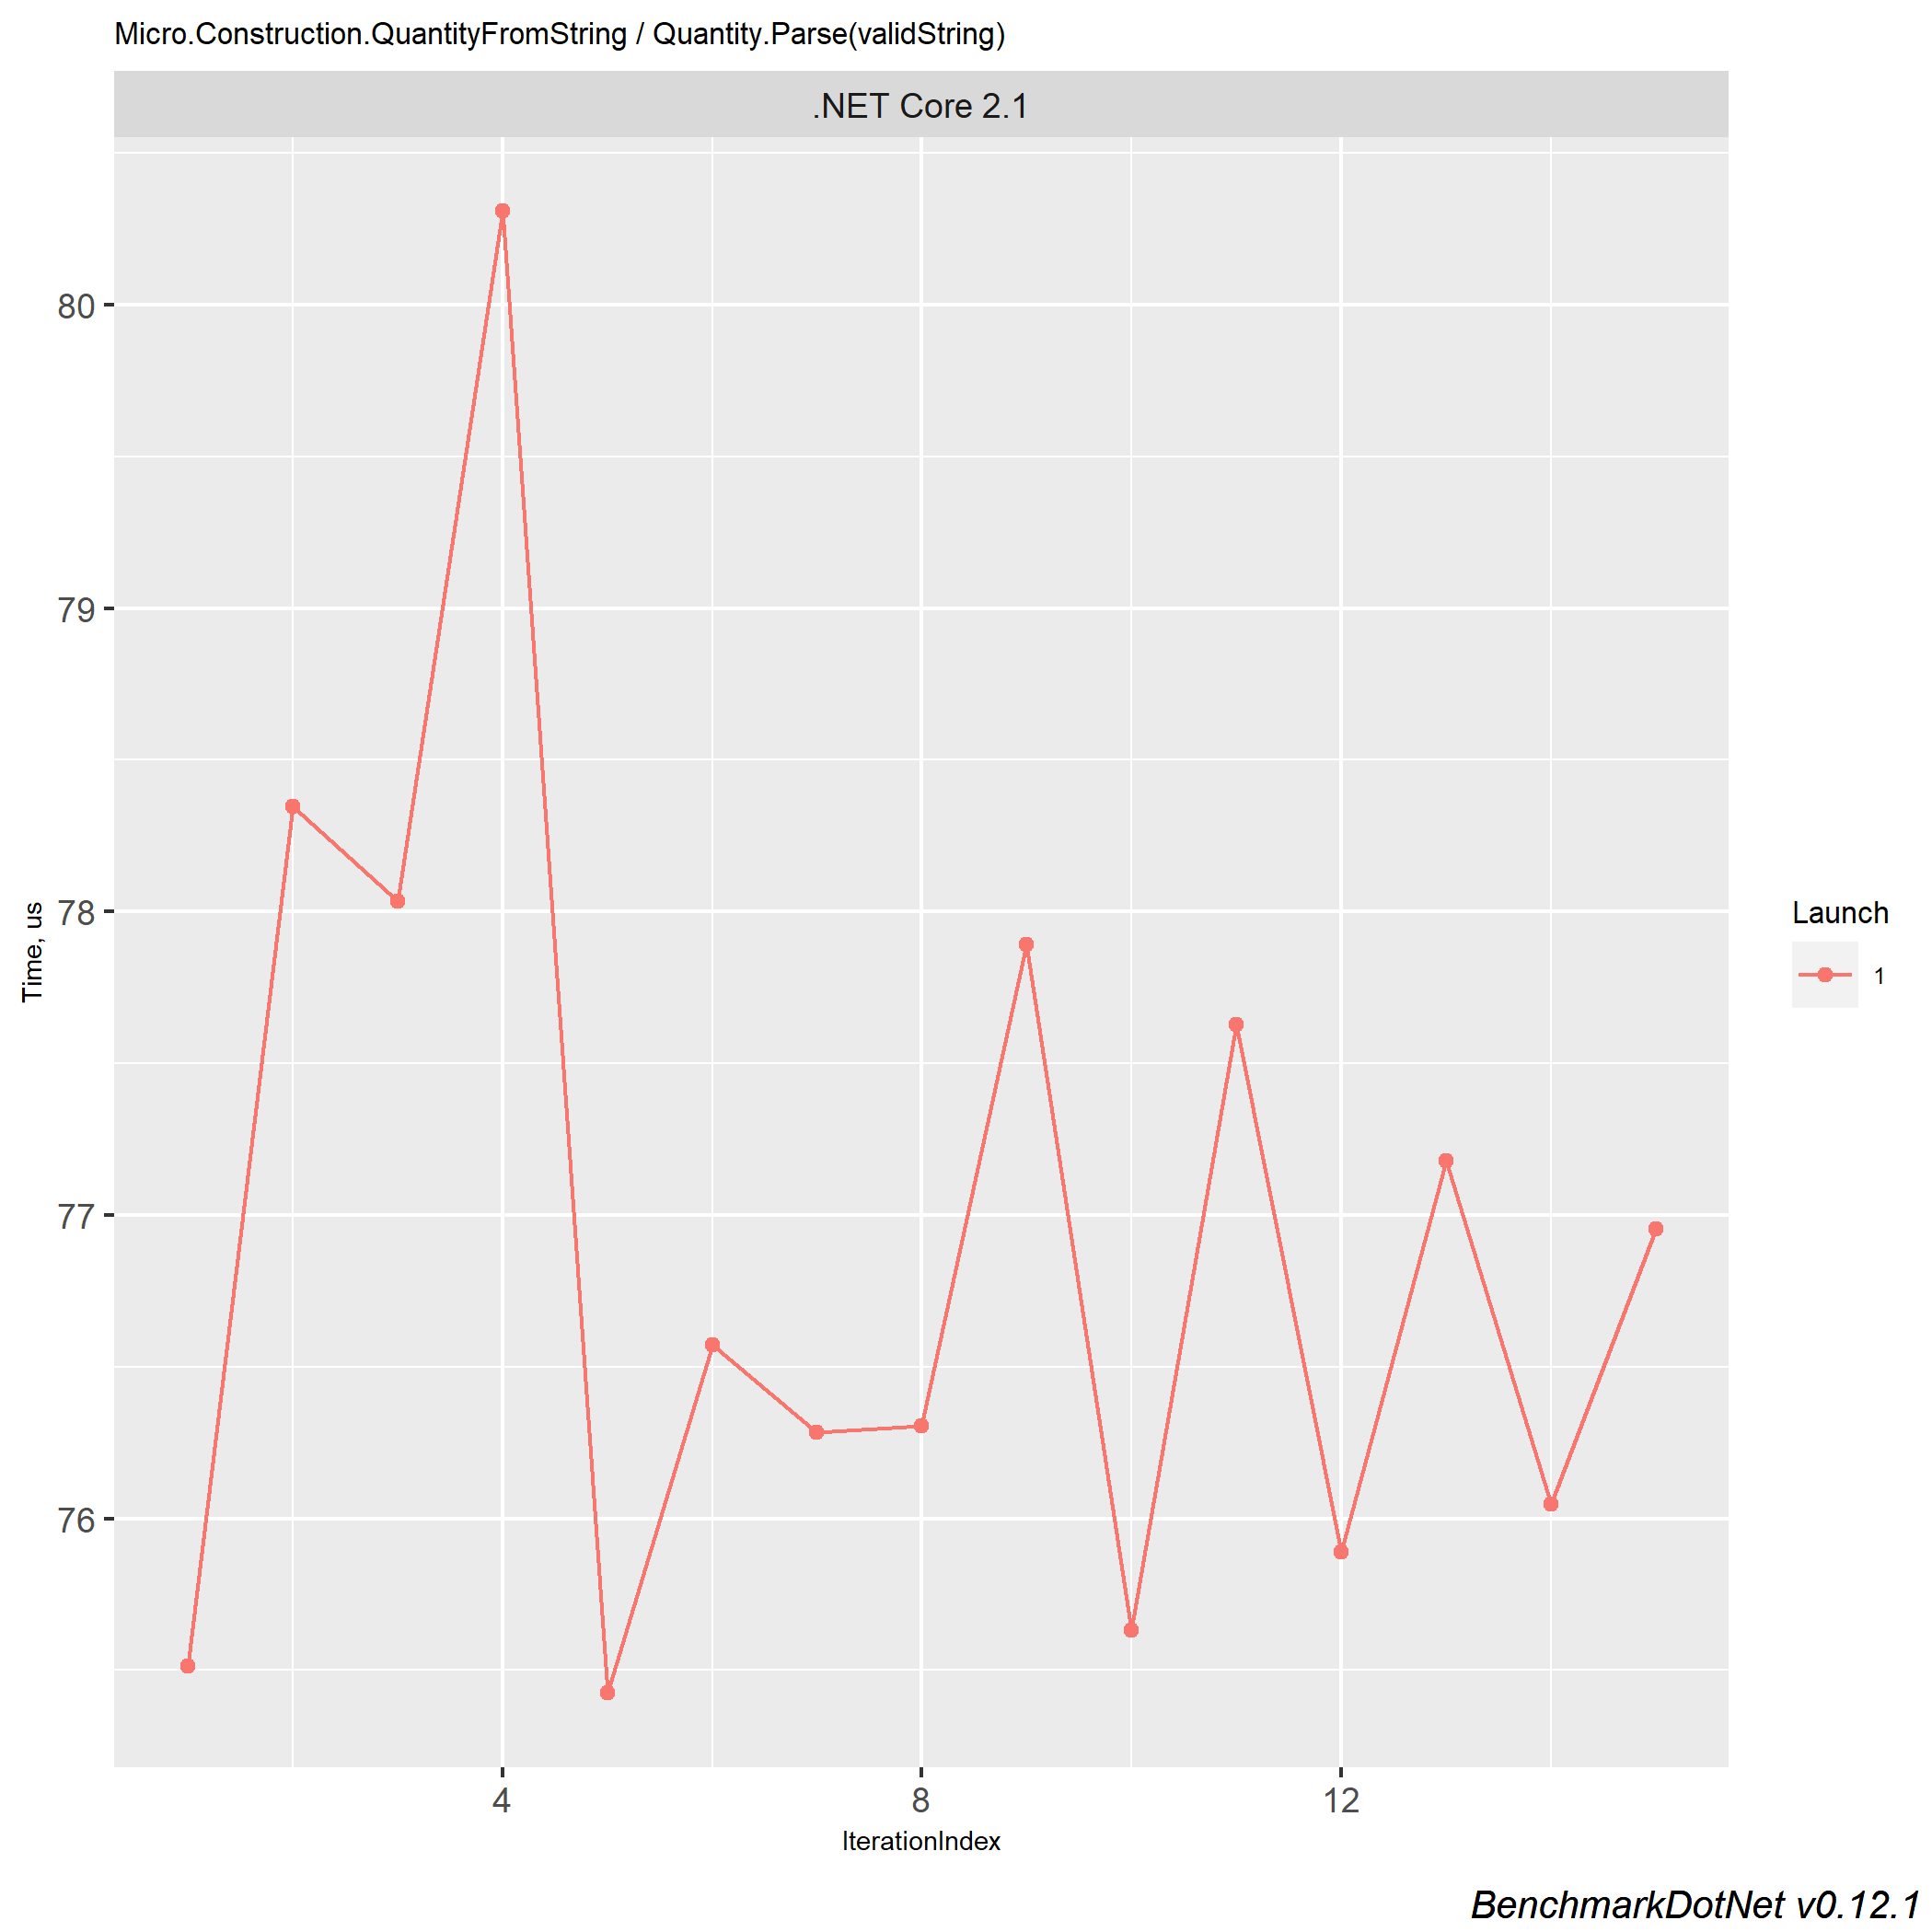 Micro.Construction.QuantityFromString / Quantity.Parse(validString)
.NET Core 2.1
80
79
78
77
76
Time, us
4 8 12
IterationIndex
Launch
1
BenchmarkDotNet v0.12.1